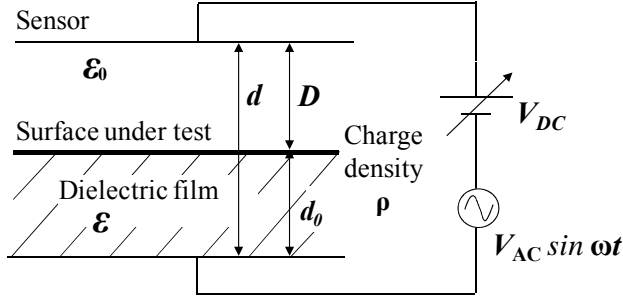 Sensor
ε0
d
D
VDC
Surface under test
Charge
density
ρ
Dielectric film
ε
d0
VAC sin ωt